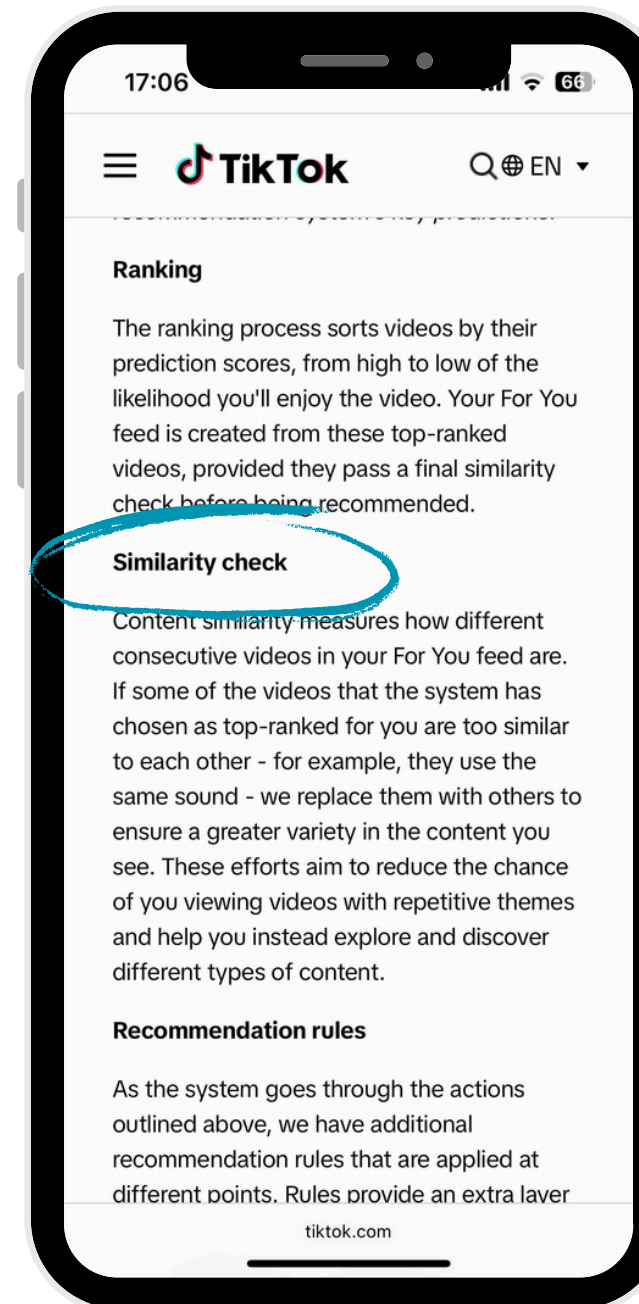 17:06
66
TikTok
EN
recommendation system's key predictions.
Ranking
The ranking process sorts videos by their
prediction scores, from high to low of the
likelihood you'll enjoy the video. Your For You
feed is created from these top-ranked
videos, provided they pass a final similarity
check before being recommended.
Similarity check
Content similarity measures how different
consecutive videos in your For You feed are.
If some of the videos that the system has
chosen as top-ranked for you are too similar
to each other - for example, they use the
same sound - we replace them with others to
ensure a greater variety in the content you
see. These efforts aim to reduce the chance
of you viewing videos with repetitive themes
and help you instead explore and discover
different types of content.
Recommendation rules
As the system goes through the actions
outlined above, we have additional
recommendation rules that are applied at
different points. Rules provide an extra layer
tiktok.com